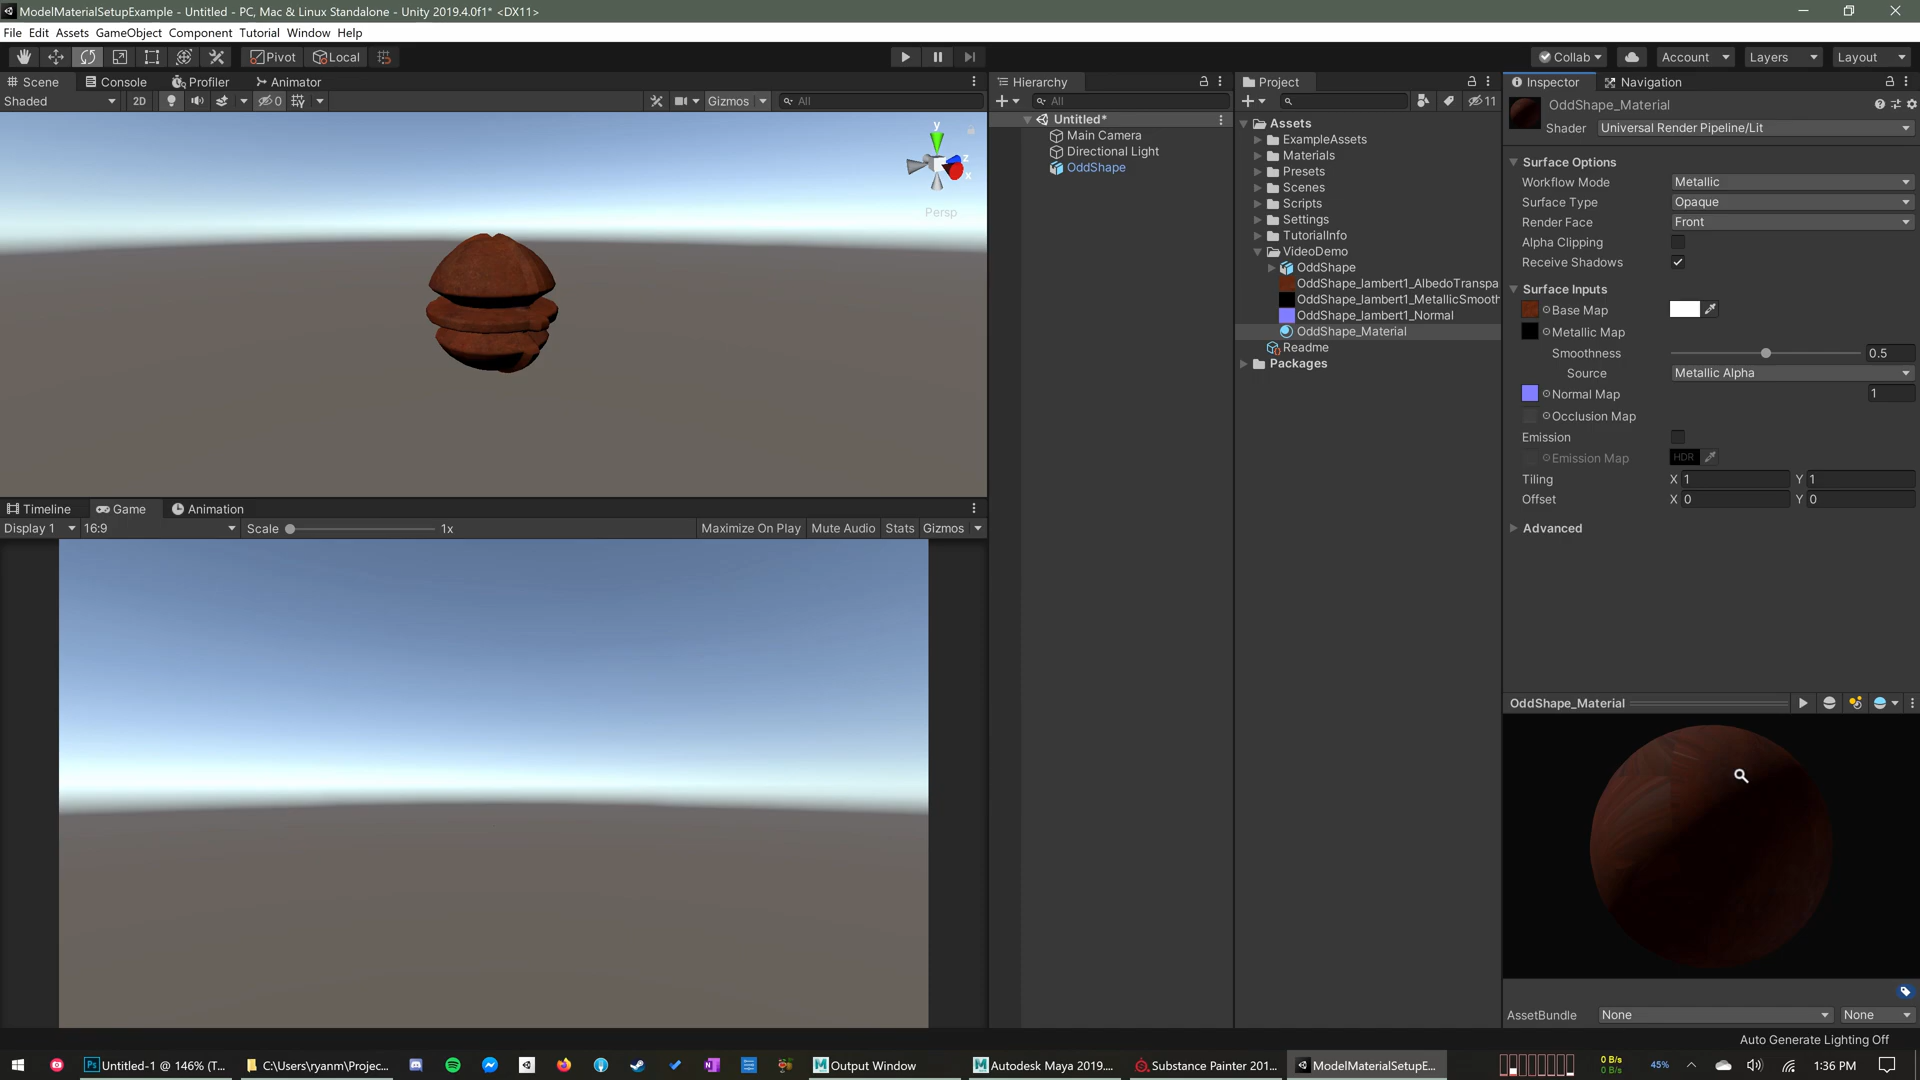 ModelMaterialSetupExample - Untitled - PC, Mac & Linux Standalone - Unity 2019.4.0f1* <DX11>
File Edit Assets GameObject Component Tutorial Window Help
Pivot Local Collab Account Layers Layout
Scene Console Profiler Animator
Shaded 2D 0 Gizmos All
y
z
x
Persp
Timeline Game Animation
Display 1 16:9 Scale 1x Maximize On Play Mute Audio Stats Gizmos
Hierarchy
All
Untitled*
Main Camera
Directional Light
OddShape
Project
11
Assets
ExampleAssets
Materials
Presets
Scenes
Scripts
Settings
TutorialInfo
VideoDemo
OddShape
OddShape_lambert1_AlbedoTranspa
OddShape_lambert1_MetallicSmooth
OddShape_lambert1_Normal
OddShape_Material
Readme
Packages
Inspector Navigation
OddShape_Material
Shader Universal Render Pipeline/Lit
Surface Options
Workflow Mode Metallic
Surface Type Opaque
Render Face Front
Alpha Clipping
Receive Shadows
Surface Inputs
Base Map
Metallic Map
Smoothness 0.5
Source Metallic Alpha
Normal Map 1
Occlusion Map
Emission
Emission Map HDR
Tiling X 1 Y 1
Offset X 0 Y 0
Advanced
OddShape_Material
AssetBundle None None
Auto Generate Lighting Off
Untitled-1 @ 146% (T... C:\Users\ryanm\Projec... Output Window Autodesk Maya 2019.... Substance Painter 201... ModelMaterialSetupE... 0 B/s 45% 1:36 PM
0 B/s